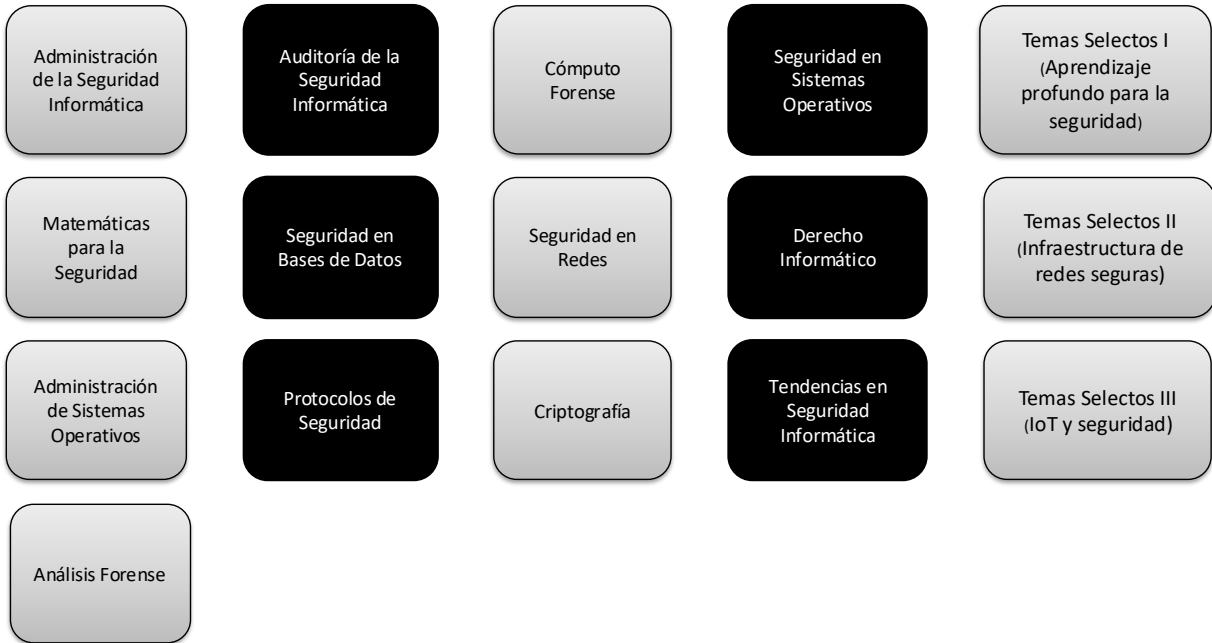 Administración
de la Seguridad
Informática
Auditoría de la
Seguridad
Informática
Cómputo
Forense
Seguridad en
Sistemas
Operativos
Temas Selectos I
(Aprendizaje
profundo para la
seguridad)
Matemáticas
para la
Seguridad
Seguridad en
Bases de Datos
Seguridad en
Redes
Derecho
Informático
Temas Selectos II
(Infraestructura de
redes seguras)
Administración
de Sistemas
Operativos
Protocolos de
Seguridad
Criptografía
Tendencias en
Seguridad
Informática
Temas Selectos III
(IoT y seguridad)
Análisis Forense